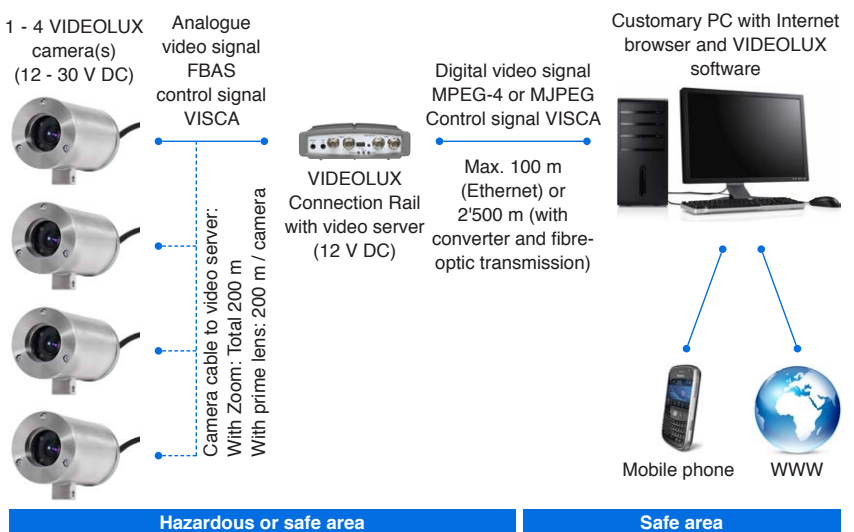 1 - 4 VIDEOLUX
camera(s)
(12 - 30 V DC)
Analogue
video signal
FBAS
control signal
VISCA
Camera cable to video server:
With Zoom: Total 200 m
With prime lens: 200 m / camera
VIDEOLUX
Connection Rail
with video server
(12 V DC)
Digital video signal
MPEG-4 or MJPEG
Control signal VISCA
Max. 100 m
(Ethernet) or
2'500 m (with
converter and fibre-
optic transmission)
Customary PC with Internet
browser and VIDEOLUX
software
Mobile phone
WWW
Hazardous or safe area
Safe area